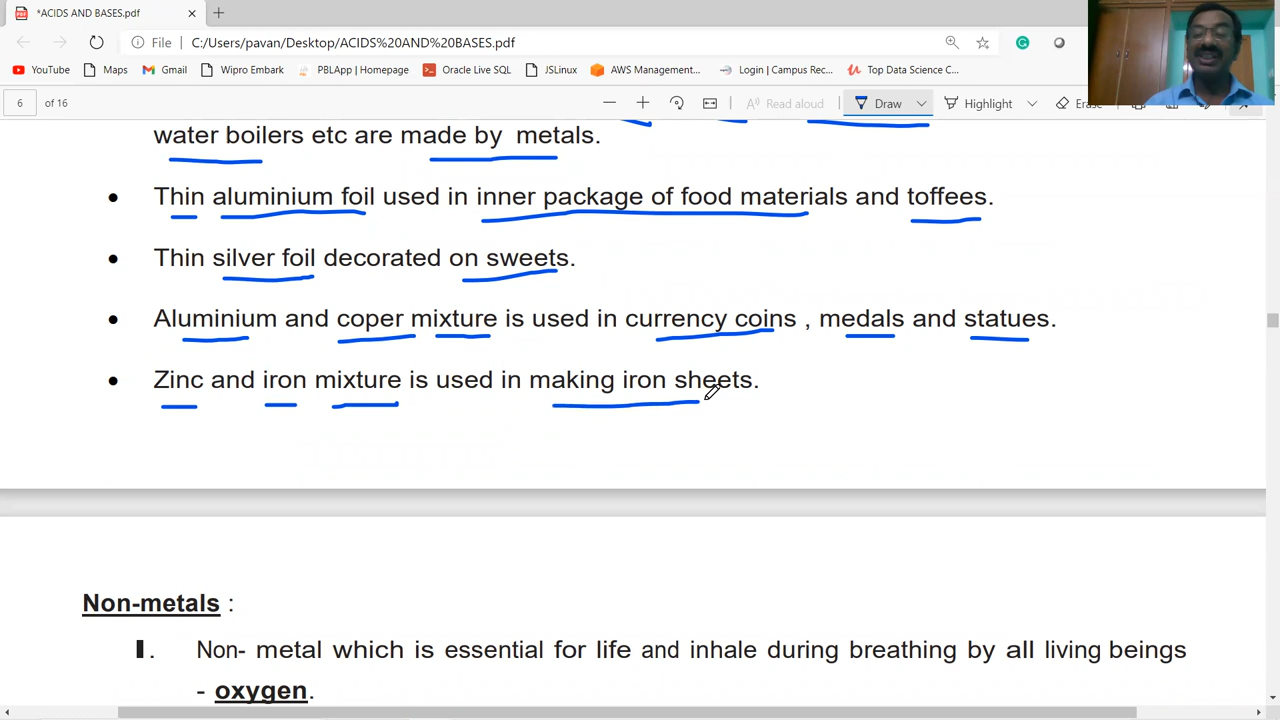 *ACIDS AND BASES.pdf
File C:/Users/pavan/Desktop/ACIDS%20AND%20BASES.pdf
YouTube Maps Gmail Wipro Embark PBLApp | Homepage Oracle Live SQL JSLinux AWS Management... Login | Campus Rec... Top Data Science C...
6 of 16 Read aloud Draw Highlight Erase
water boilers etc are made by metals.
• Thin aluminium foil used in inner package of food materials and toffees.
• Thin silver foil decorated on sweets.
• Aluminium and coper mixture is used in currency coins , medals and statues.
• Zinc and iron mixture is used in making iron sheets.
Non-metals :
I. Non- metal which is essential for life and inhale during breathing by all living beings
- oxygen.